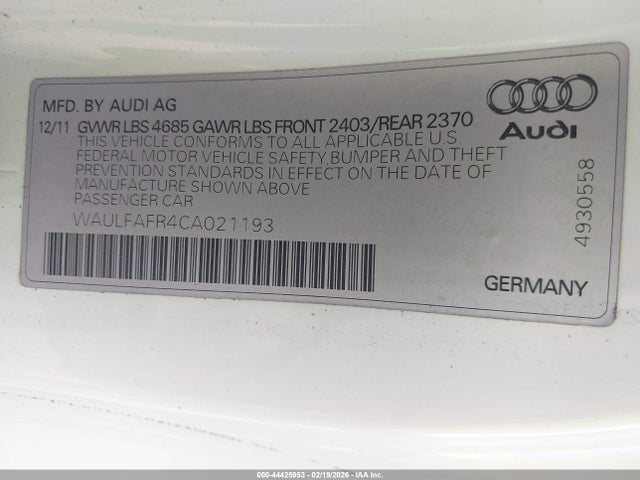 MFD. BY AUDI AG
12/11 GVWR LBS 4685 GAWR LBS FRONT 2403/REAR 2370
THIS VEHICLE CONFORMS TO ALL APPLICABLE U.S
FEDERAL MOTOR VEHICLE SAFETY,BUMPER AND THEFT
PREVENTION STANDARDS IN EFFECT ON THE DATE OF
MANUFACTURE SHOWN ABOVE
PASSENGER CAR
WAULFAFR4CA021193
Audi
4930558
GERMANY
000-44425953 - 02/19/2026 - IAA Inc.